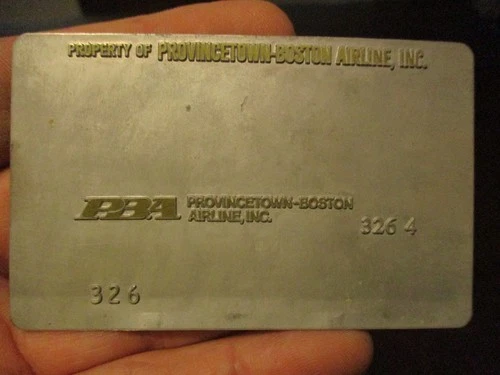 PROPERTY OF PROVINCETOWN-BOSTON AIRLINE, INC.
PBA PROVINCETOWN-BOSTON
AIRLINE, INC.
326 4
326